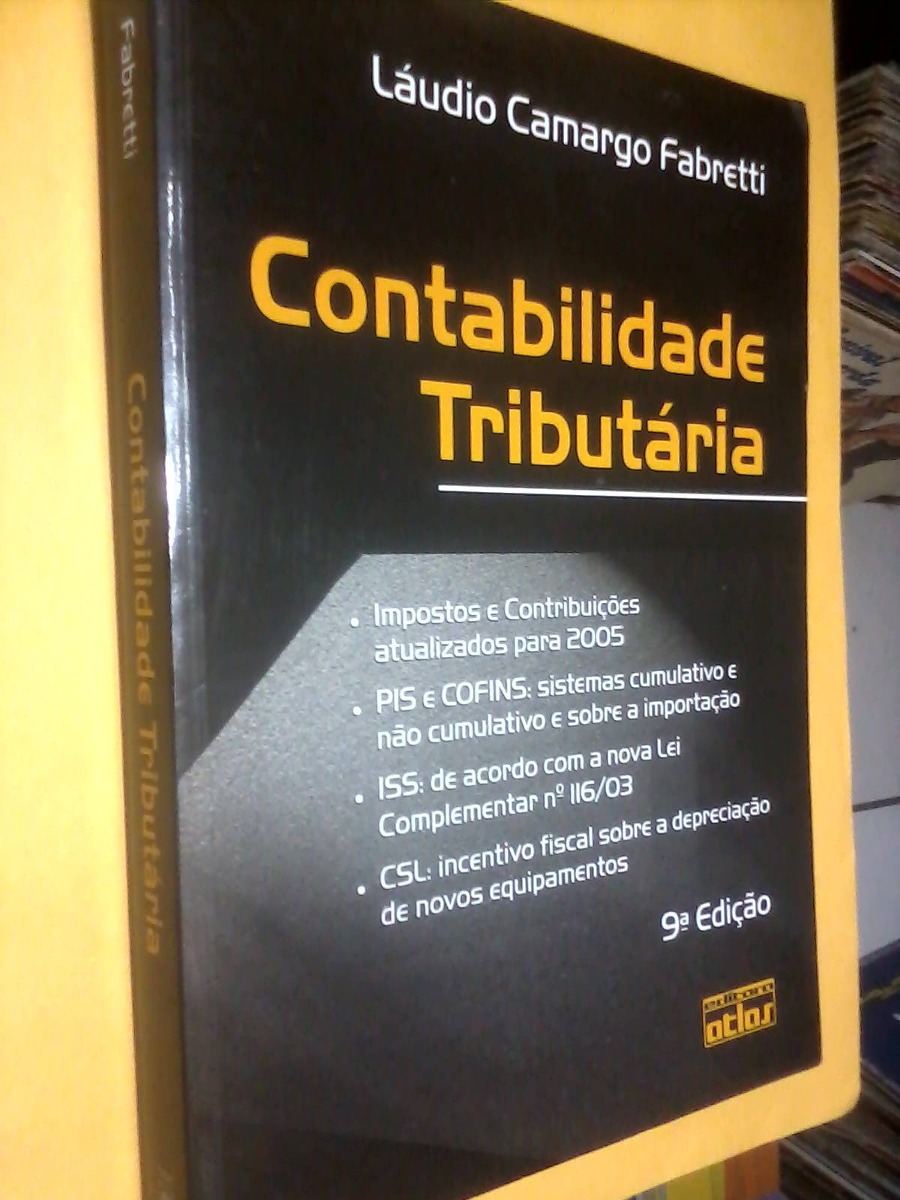 Láudio Camargo Fabretti
Contabilidade
Tributária
• Impostos e Contribuições
atualizados para 2005
• PIS e COFINS: sistemas cumulativo e
não cumulativo e sobre a importação
• ISS: de acordo com a nova Lei
Complementar nº 116/03
• CSL: incentivo fiscal sobre a depreciação
de novos equipamentos
9ª Edição
editora
atlas
Fabretti
Contabilidade Tributária